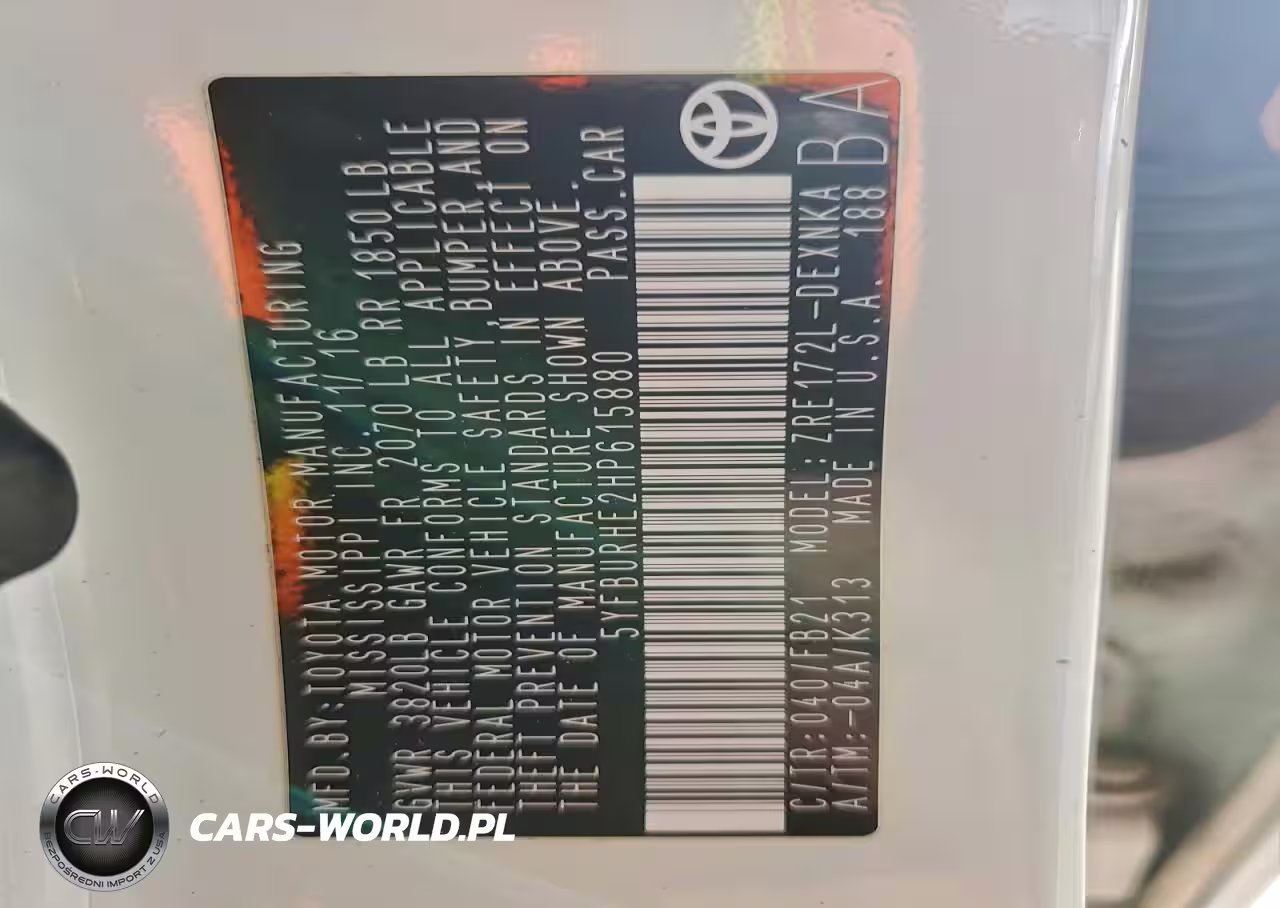 MFD.BY:TOYOTA MOTOR MANUFACTURING
MISSISSIPPI INC. 11/16
GVWR 3820LB GAWR FR 2070 LB RR 1850LB
THIS VEHICLE CONFORMS TO ALL APPLICABLE
FEDERAL MOTOR VEHICLE SAFETY, BUMPER AND
THEFT PREVENTION STANDARDS IN EFFECT ON
THE DATE OF MANUFACTURE SHOWN ABOVE.
5YFBURHE2HP615880 PASS.CAR
C/TR:040/FB21 MODEL:ZRE172L-DEXNKA
A/TM:-04A/K313 MADE IN U.S.A. 188
BA
CARS-WORLD
CW
BEZPOŚREDNI IMPORT Z USA
CARS-WORLD.PL